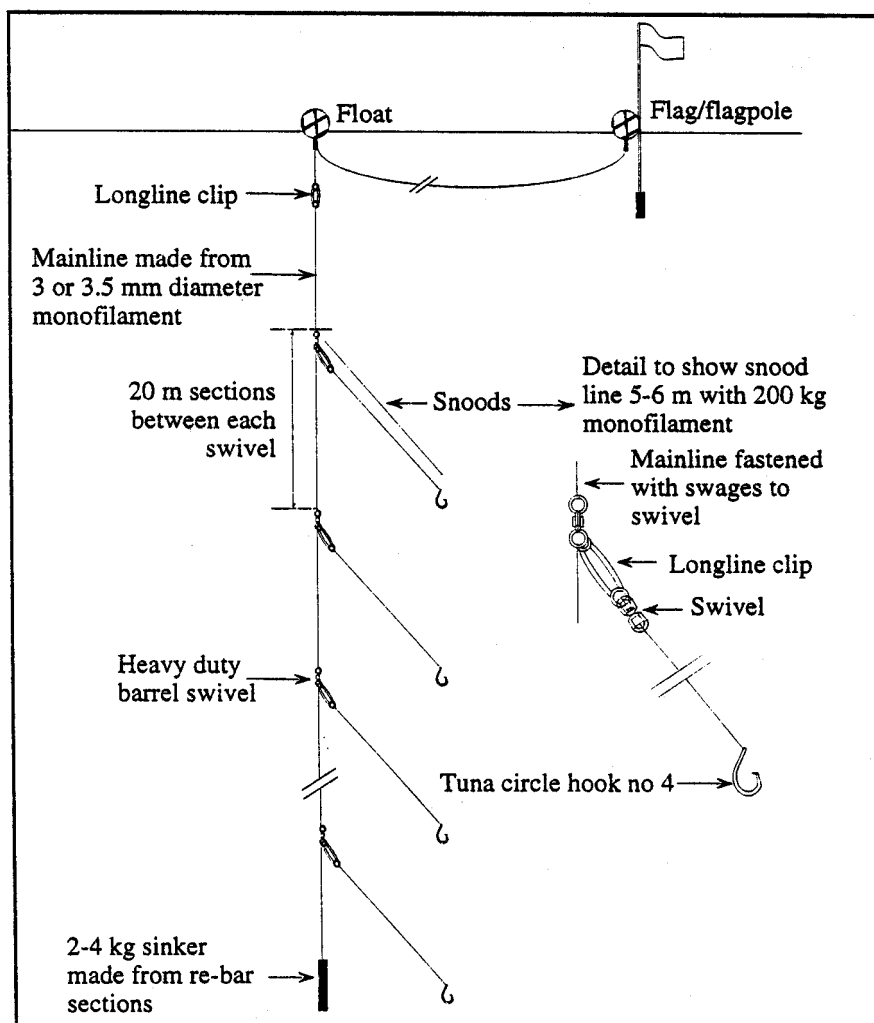 Float
Flag/flagpole
Longline clip
Mainline made from
3 or 3.5 mm diameter
monofilament
20 m sections
between each
swivel
Snoods
Detail to show snood
line 5-6 m with 200 kg
monofilament
Mainline fastened
with swages to
swivel
Longline clip
Swivel
Heavy duty
barrel swivel
Tuna circle hook no 4
2-4 kg sinker
made from re-bar
sections